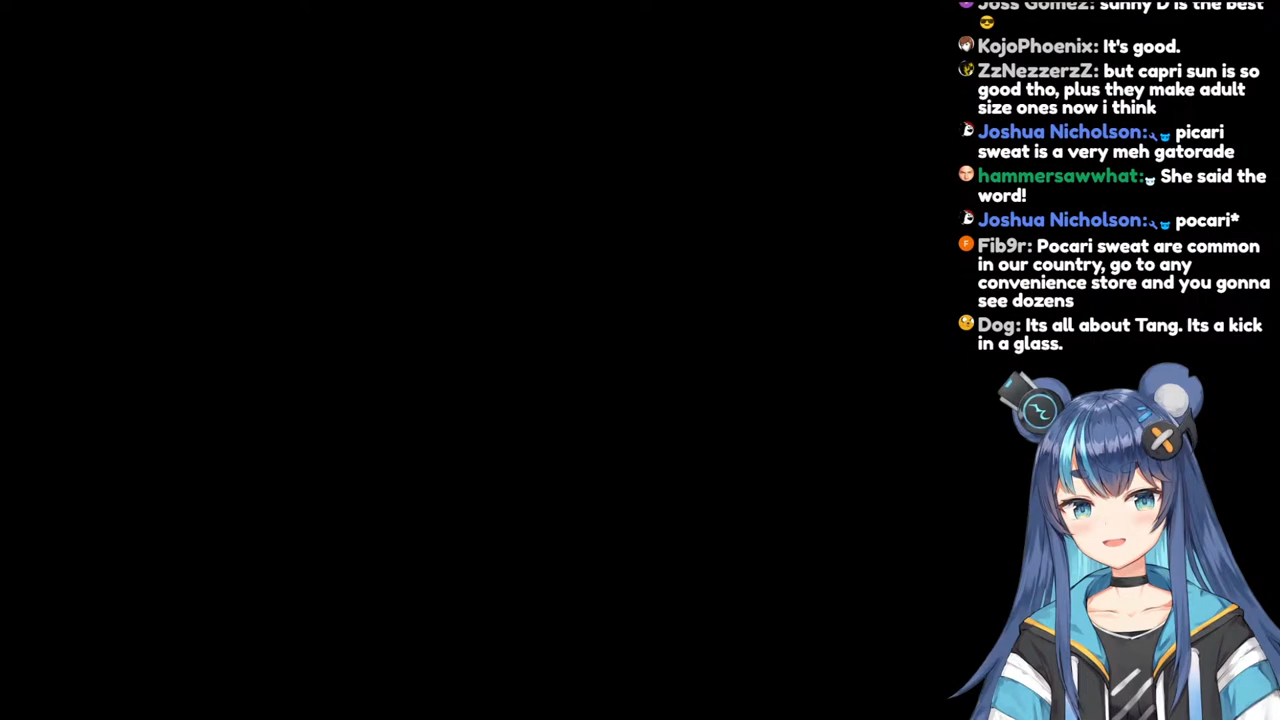 Joss Gomez: sunny D is the best
KojoPhoenix: It's good.
ZzNezzerzZ: but capri sun is so
good tho, plus they make adult
size ones now i think
Joshua Nicholson: picari
sweat is a very meh gatorade
hammersawwhat: She said the
word!
Joshua Nicholson: pocari*
Fib9r: Pocari sweat are common
in our country, go to any
convenience store and you gonna
see dozens
Dog: Its all about Tang. Its a kick
in a glass.